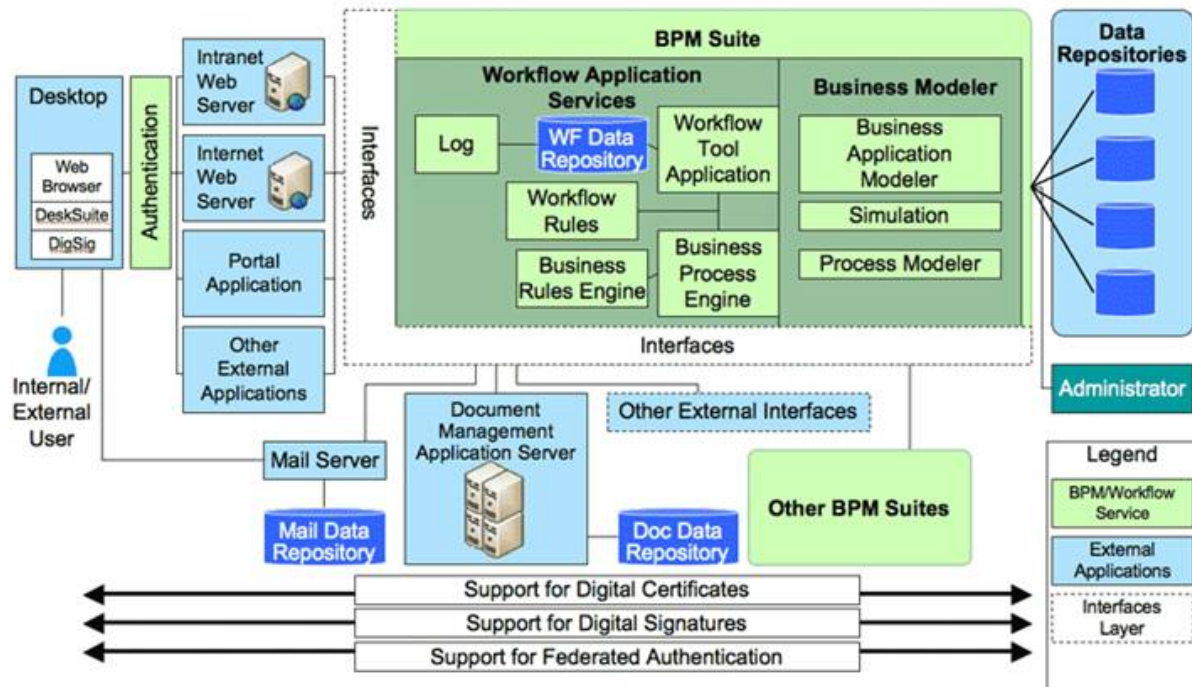 Desktop
Web
Browser
DeskSuite
DigSig
Internal/
External
User
Authentication
Intranet
Web
Server
Internet
Web
Server
Portal
Application
Other
External
Applications
Interfaces
BPM Suite
Workflow Application
Services
Log
WF Data
Repository
Workflow
Tool
Application
Workflow
Rules
Business
Rules Engine
Business
Process
Engine
Business Modeler
Business
Application
Modeler
Simulation
Process Modeler
Interfaces
Data
Repositories
Administrator
Mail Server
Mail Data
Repository
Document
Management
Application Server
Doc Data
Repository
Other External Interfaces
Other BPM Suites
Legend
BPM/Workflow
Service
External
Applications
Interfaces
Layer
Support for Digital Certificates
Support for Digital Signatures
Support for Federated Authentication